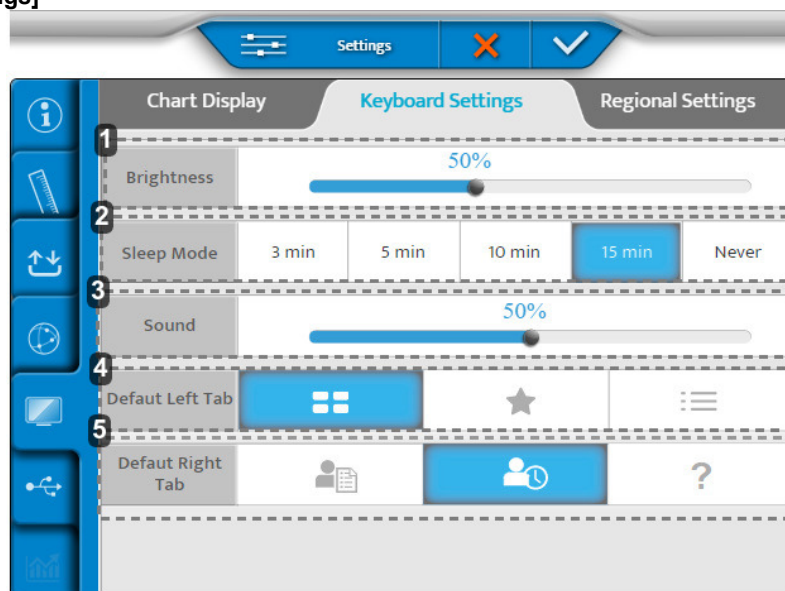 gs]
Settings
Chart Display Keyboard Settings Regional Settings
1
Brightness 50%
2
Sleep Mode 3 min 5 min 10 min 15 min Never
3
Sound 50%
4
Defaut Left Tab
5
Defaut Right
Tab
?